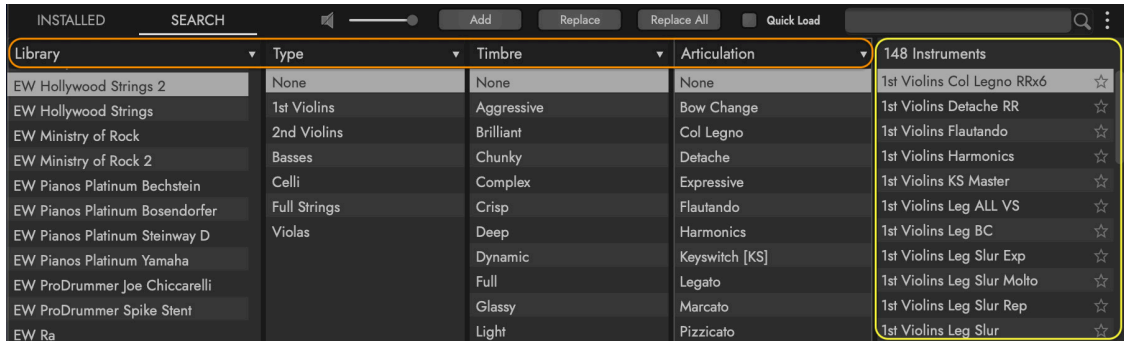 INSTALLED SEARCH Add Replace Replace All Quick Load
Library Type Timbre Articulation 148 Instruments
EW Hollywood Strings 2 None None None 1st Violins Col Legno RRx6
EW Hollywood Strings 1st Violins Aggressive Bow Change 1st Violins Detache RR
EW Ministry of Rock 2nd Violins Brilliant Col Legno 1st Violins Flautando
EW Ministry of Rock 2 Basses Chunky Detache 1st Violins Harmonics
EW Pianos Platinum Bechstein Celli Complex Expressive 1st Violins KS Master
EW Pianos Platinum Bosendorfer Full Strings Crisp Flautando 1st Violins Leg ALL VS
EW Pianos Platinum Steinway D Violas Deep Harmonics 1st Violins Leg BC
EW Pianos Platinum Yamaha Dynamic Keyswitch [KS] 1st Violins Leg Slur Exp
EW ProDrummer Joe Chiccarelli Full Legato 1st Violins Leg Slur Molto
EW ProDrummer Spike Stent Glassy Marcato 1st Violins Leg Slur Rep
EW Ra Light Pizzicato 1st Violins Leg Slur